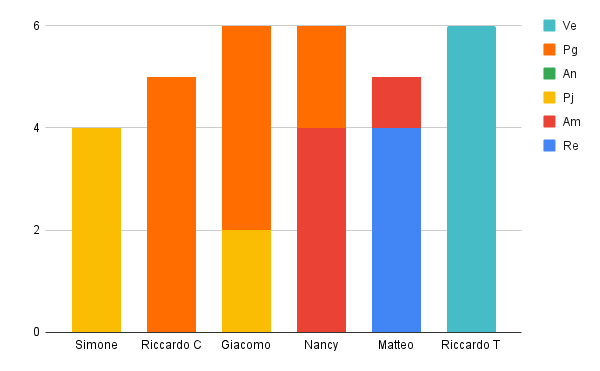 6
4
2
0
Simone
Riccardo C
Giacomo
Nancy
Matteo
Riccardo T
Ve
Pg
An
Pj
Am
Re